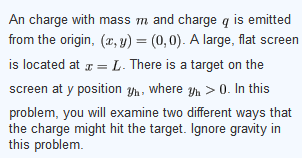 An charge with mass m and charge q is emitted
from the origin, (x, y) = (0, 0). A large, flat screen
is located at x = L. There is a target on the
screen at y position yₕ, where yₕ > 0. In this
problem, you will examine two different ways that
the charge might hit the target. Ignore gravity in
this problem.